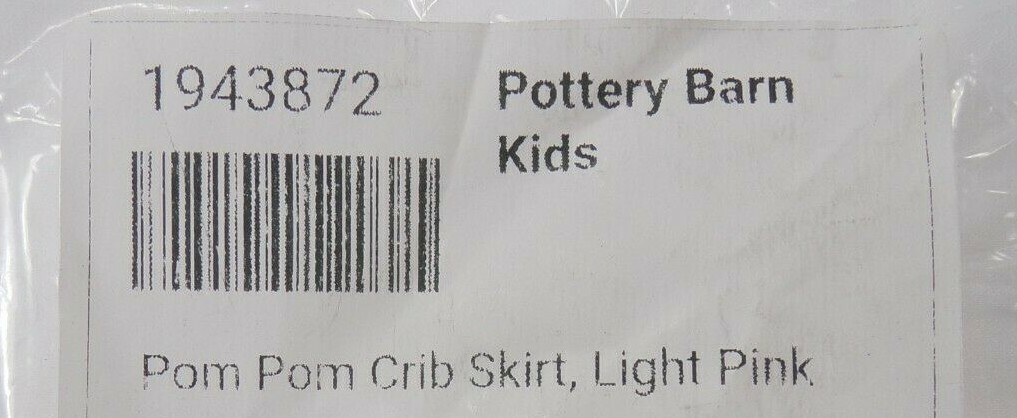 1943872
Pottery Barn
Kids
Pom Pom Crib Skirt, Light Pink